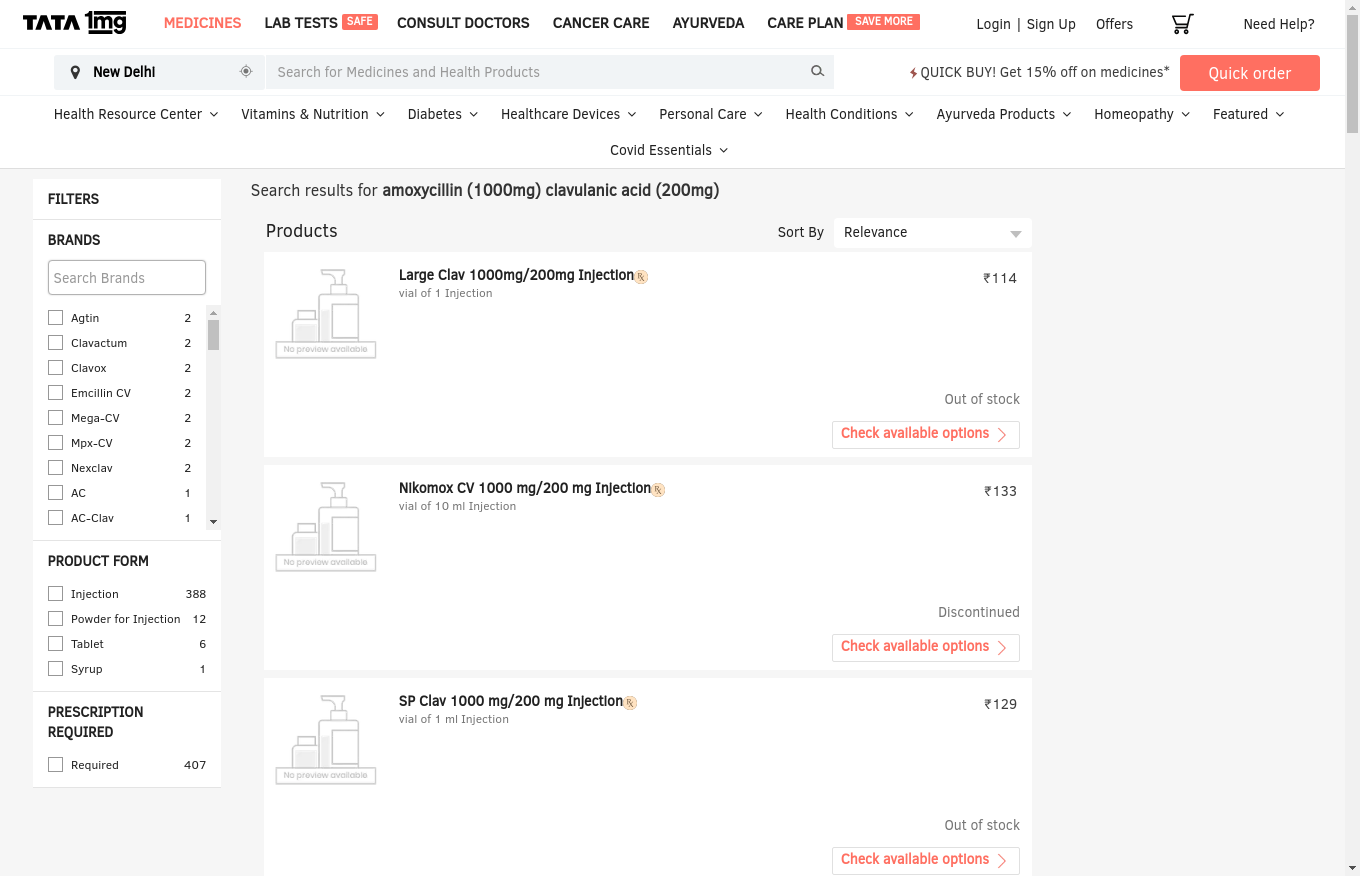 TATA 1mg
MEDICINES LAB TESTS SAFE CONSULT DOCTORS CANCER CARE AYURVEDA CARE PLAN SAVE MORE Login | Sign Up Offers Need Help?
New Delhi Search for Medicines and Health Products QUICK BUY! Get 15% off on medicines* Quick order
Health Resource Center Vitamins & Nutrition Diabetes Healthcare Devices Personal Care Health Conditions Ayurveda Products Homeopathy Featured
Covid Essentials
FILTERS
BRANDS
Search Brands
Agtin 2
Clavactum 2
Clavox 2
Emcillin CV 2
Mega-CV 2
Mpx-CV 2
Nexclav 2
AC 1
AC-Clav 1
PRODUCT FORM
Injection 388
Powder for Injection 12
Tablet 6
Syrup 1
PRESCRIPTION
REQUIRED
Required 407
Search results for amoxycillin (1000mg) clavulanic acid (200mg)
Products Sort By Relevance
Large Clav 1000mg/200mg Injection ₹114
vial of 1 Injection
No preview available
Out of stock
Check available options
Nikomox CV 1000 mg/200 mg Injection ₹133
vial of 10 ml Injection
No preview available
Discontinued
Check available options
SP Clav 1000 mg/200 mg Injection ₹129
vial of 1 ml Injection
No preview available
Out of stock
Check available options